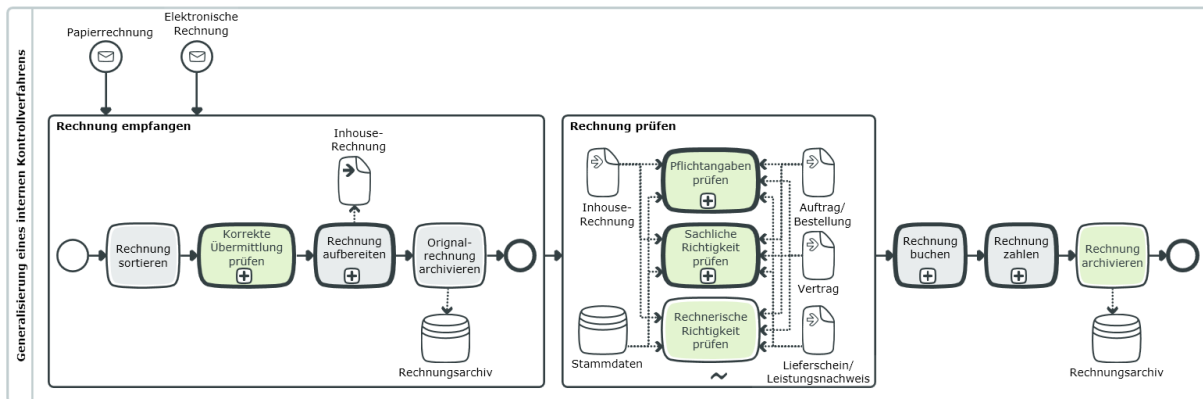 Generalisierung eines internen Kontrollverfahrens
Papierrechnung
Elektronische
Rechnung
Rechnung empfangen
Inhouse-
Rechnung
Rechnung
sortieren
Korrekte
Übermittlung
prüfen
Rechnung
aufbereiten
Orignal-
rechnung
archivieren
Rechnungsarchiv
Rechnung prüfen
Inhouse-
Rechnung
Stammdaten
Pflichtangaben
prüfen
Sachliche
Richtigkeit
prüfen
Rechnerische
Richtigkeit
prüfen
Auftrag/
Bestellung
Vertrag
Lieferschein/
Leistungsnachweis
Rechnung
buchen
Rechnung
zahlen
Rechnung
archivieren
Rechnungsarchiv